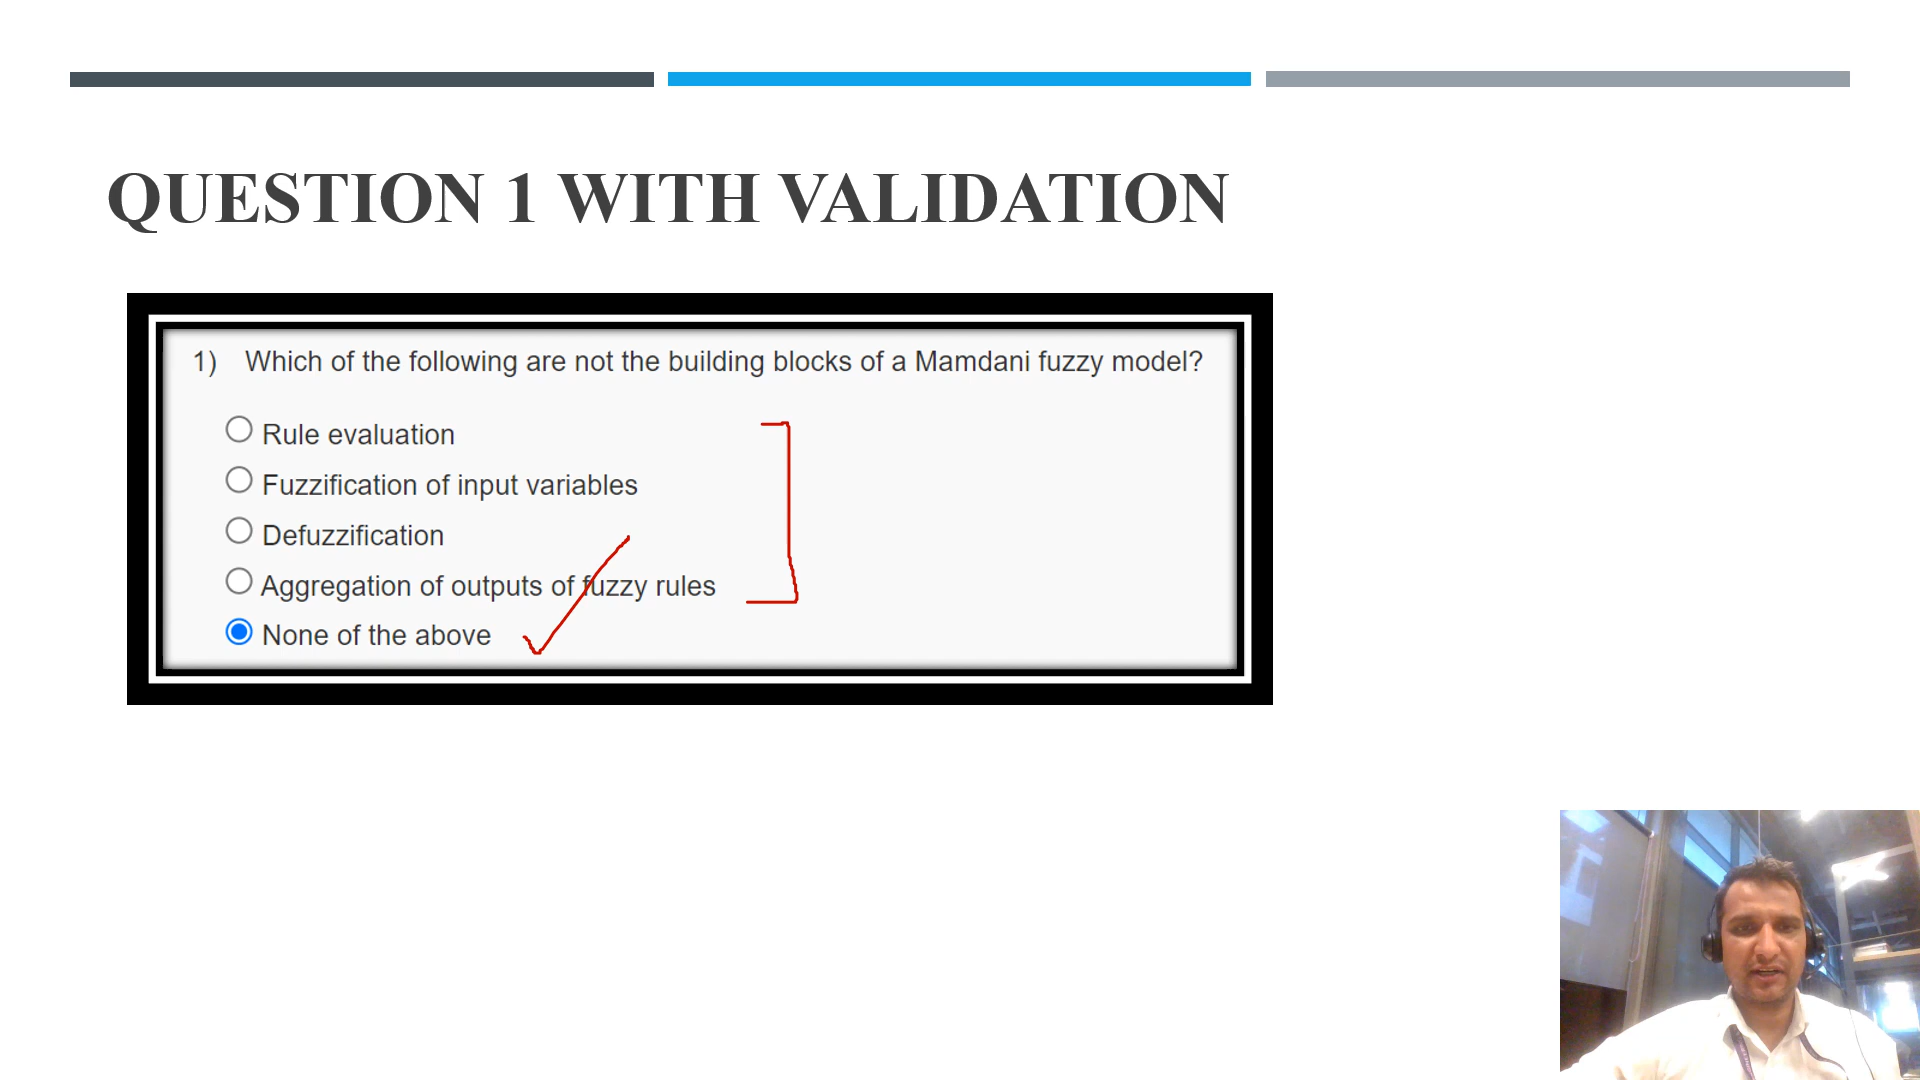 QUESTION 1 WITH VALIDATION
1) Which of the following are not the building blocks of a Mamdani fuzzy model?
Rule evaluation
Fuzzification of input variables
Defuzzification
Aggregation of outputs of fuzzy rules
None of the above